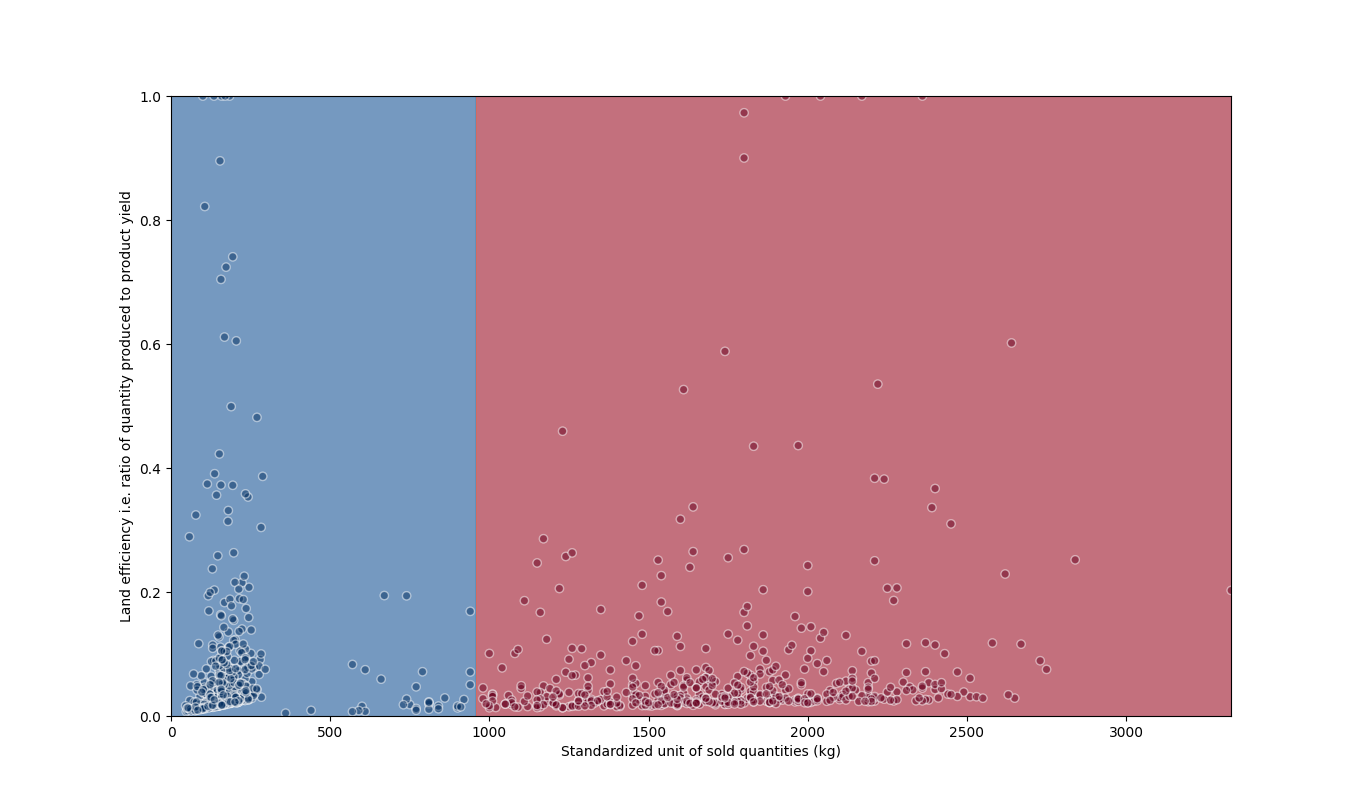 1.0
0.8
0.6
0.4
0.2
0.0
Land efficiency i.e. ratio of quantity produced to product yield
0 500 1000 1500 2000 2500 3000
Standardized unit of sold quantities (kg)